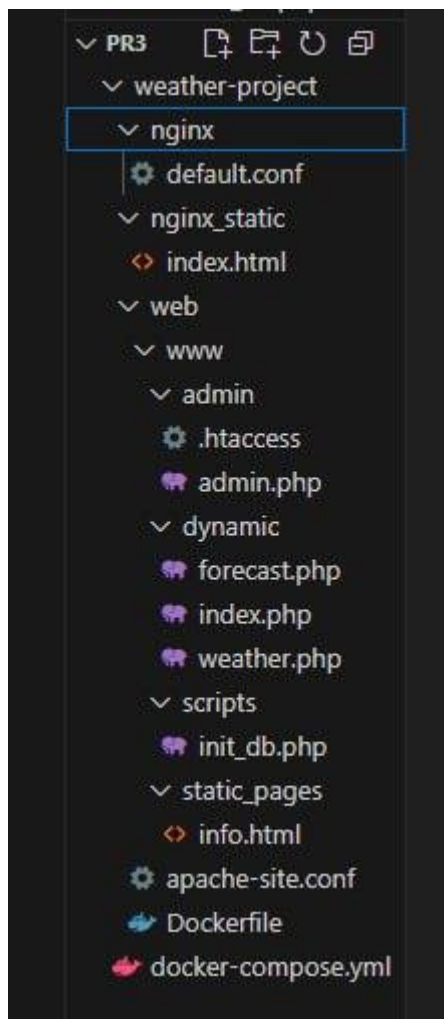 PR3
weather-project
nginx
default.conf
nginx_static
index.html
web
www
admin
.htaccess
admin.php
dynamic
forecast.php
index.php
weather.php
scripts
init_db.php
static_pages
info.html
apache-site.conf
Dockerfile
docker-compose.yml